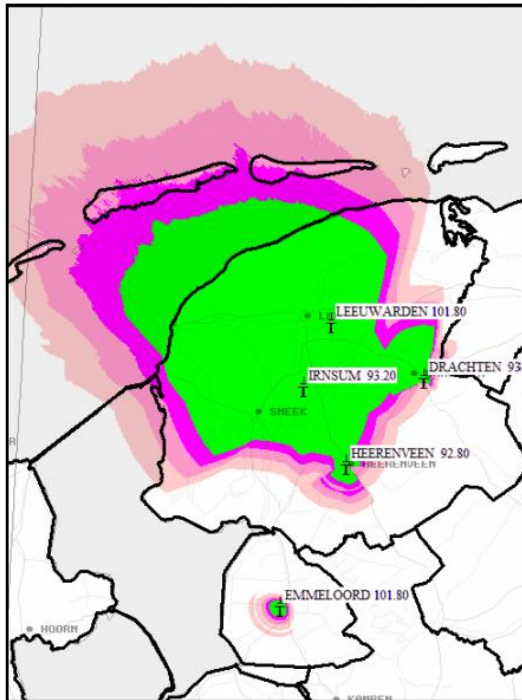 LEEUWARDEN 101.80
DRACHTEN 93
IRNSUM 93.20
SNEEK
HEERENVEEN 92.80
HEERENVEEN
EMMELOORD 101.80
HOORN
KAMPEN